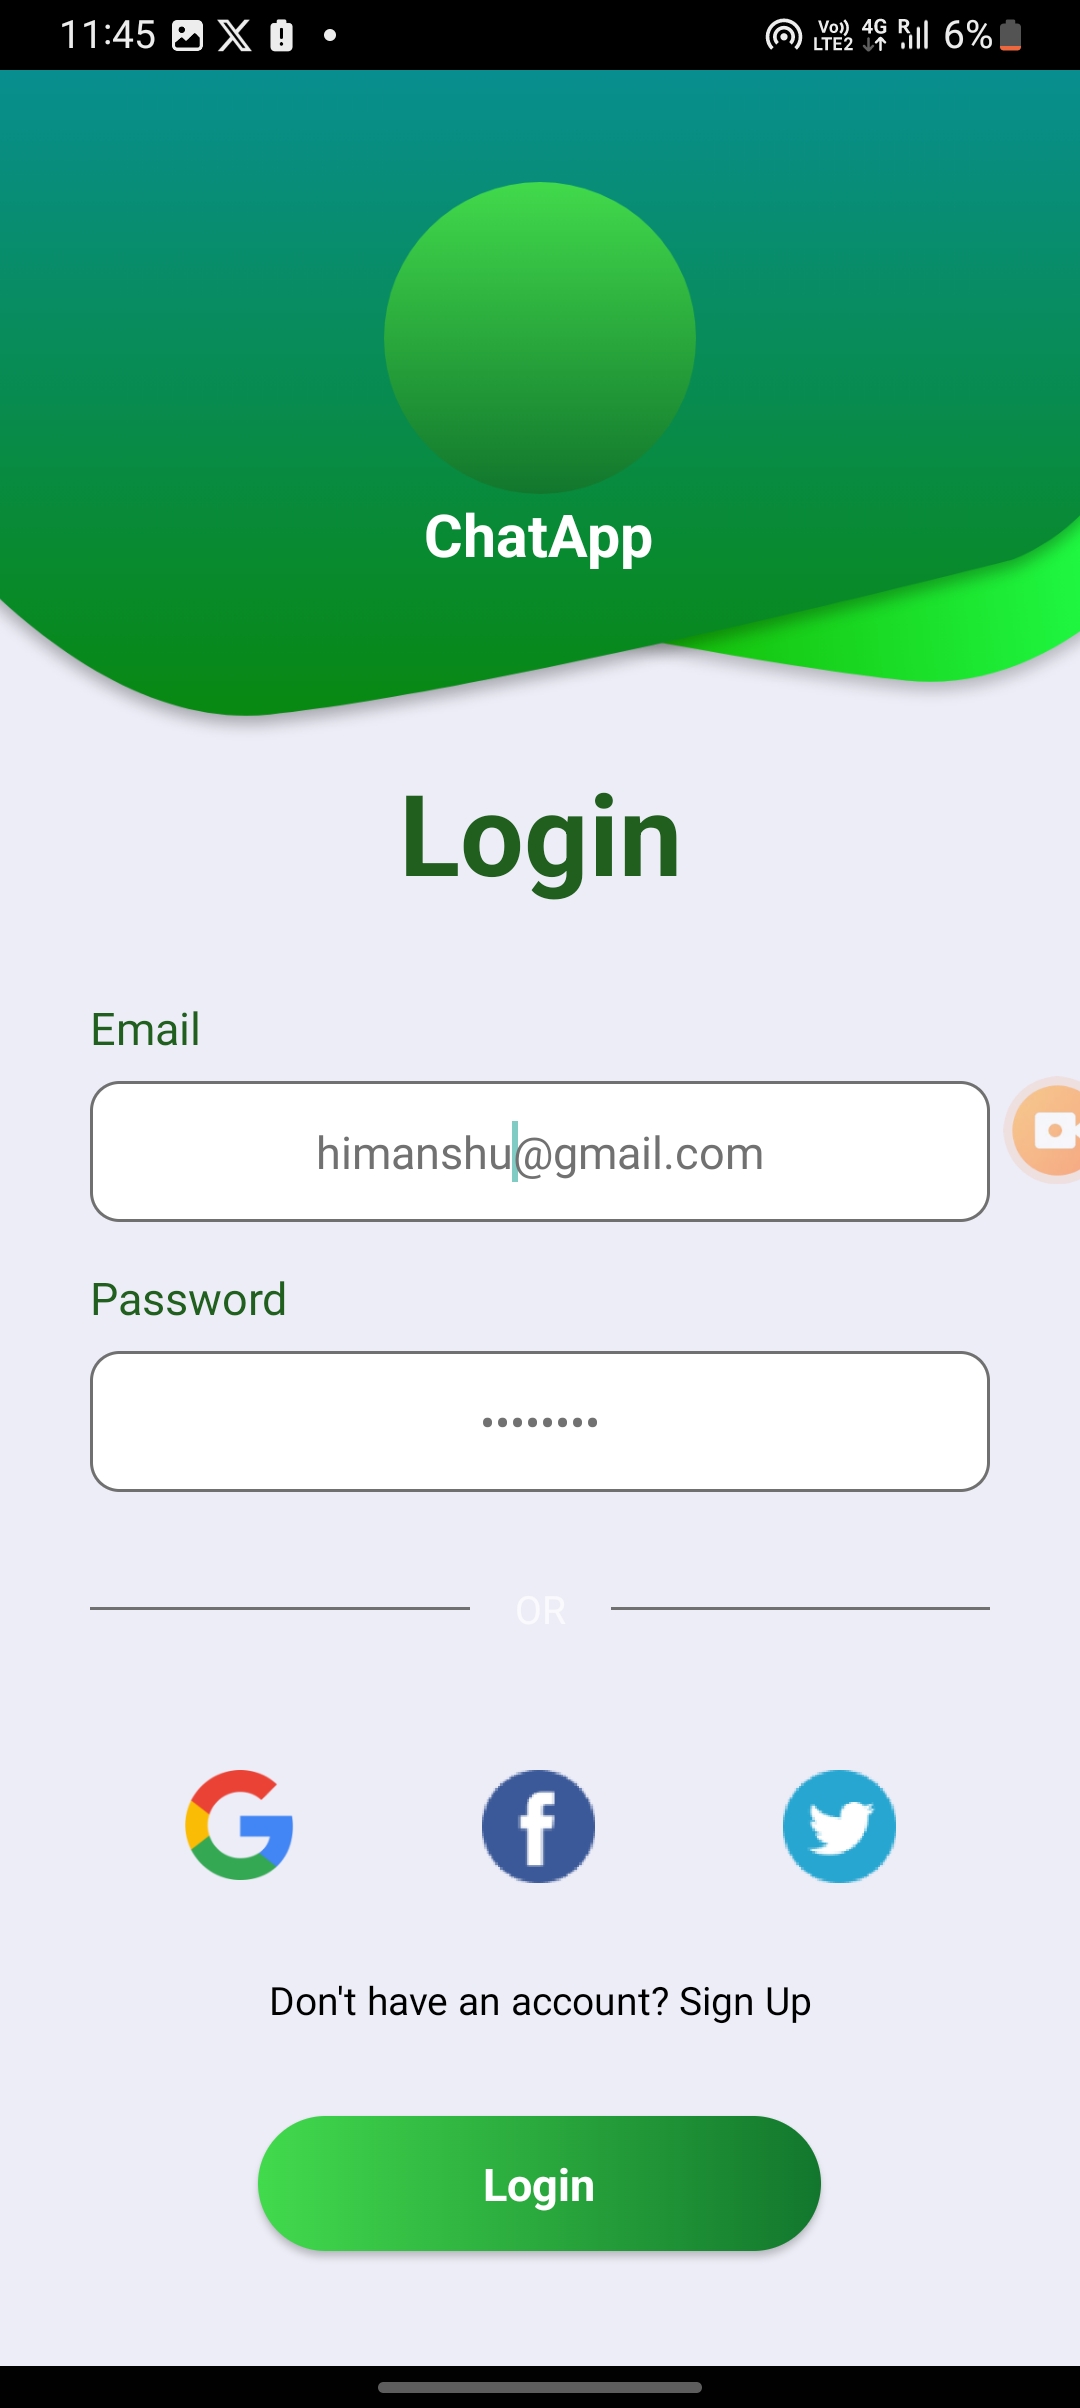 11:45 Vo)) LTE2 4G R 6%
ChatApp
Login
Email
himanshu@gmail.com
Password
••••••••
OR
Don't have an account? Sign Up
Login